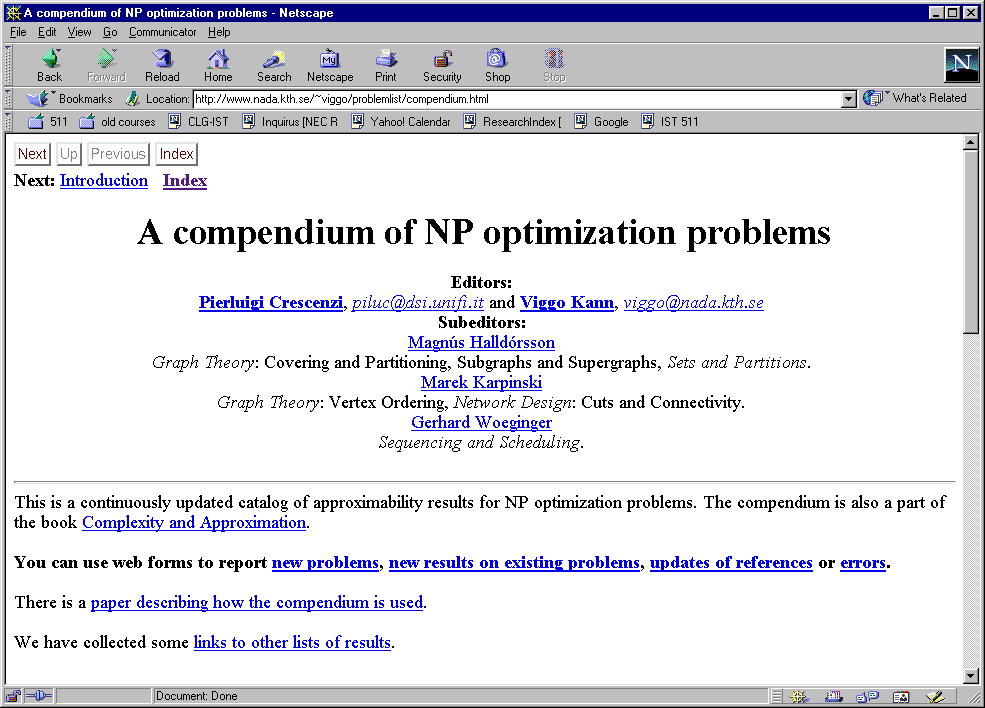 A compendium of NP optimization problems - Netscape
File Edit View Go Communicator Help
Back Forward Reload Home Search Netscape Print Security Shop Stop
My
N
Bookmarks Location: http://www.nada.kth.se/~viggo/problemlist/compendium.html What's Related
511 old courses CLG-IST Inquirus [NEC R Yahoo! Calendar ResearchIndex [ Google IST 511
Next Up Previous Index
Next: Introduction Index
A compendium of NP optimization problems
Editors:
Pierluigi Crescenzi, piluc@dsi.unifi.it and Viggo Kann, viggo@nada.kth.se
Subeditors:
Magnús Halldórsson
Graph Theory: Covering and Partitioning, Subgraphs and Supergraphs, Sets and Partitions.
Marek Karpinski
Graph Theory: Vertex Ordering, Network Design: Cuts and Connectivity.
Gerhard Woeginger
Sequencing and Scheduling.
This is a continuously updated catalog of approximability results for NP optimization problems. The compendium is also a part of
the book Complexity and Approximation.
You can use web forms to report new problems, new results on existing problems, updates of references or errors.
There is a paper describing how the compendium is used.
We have collected some links to other lists of results.
Document: Done